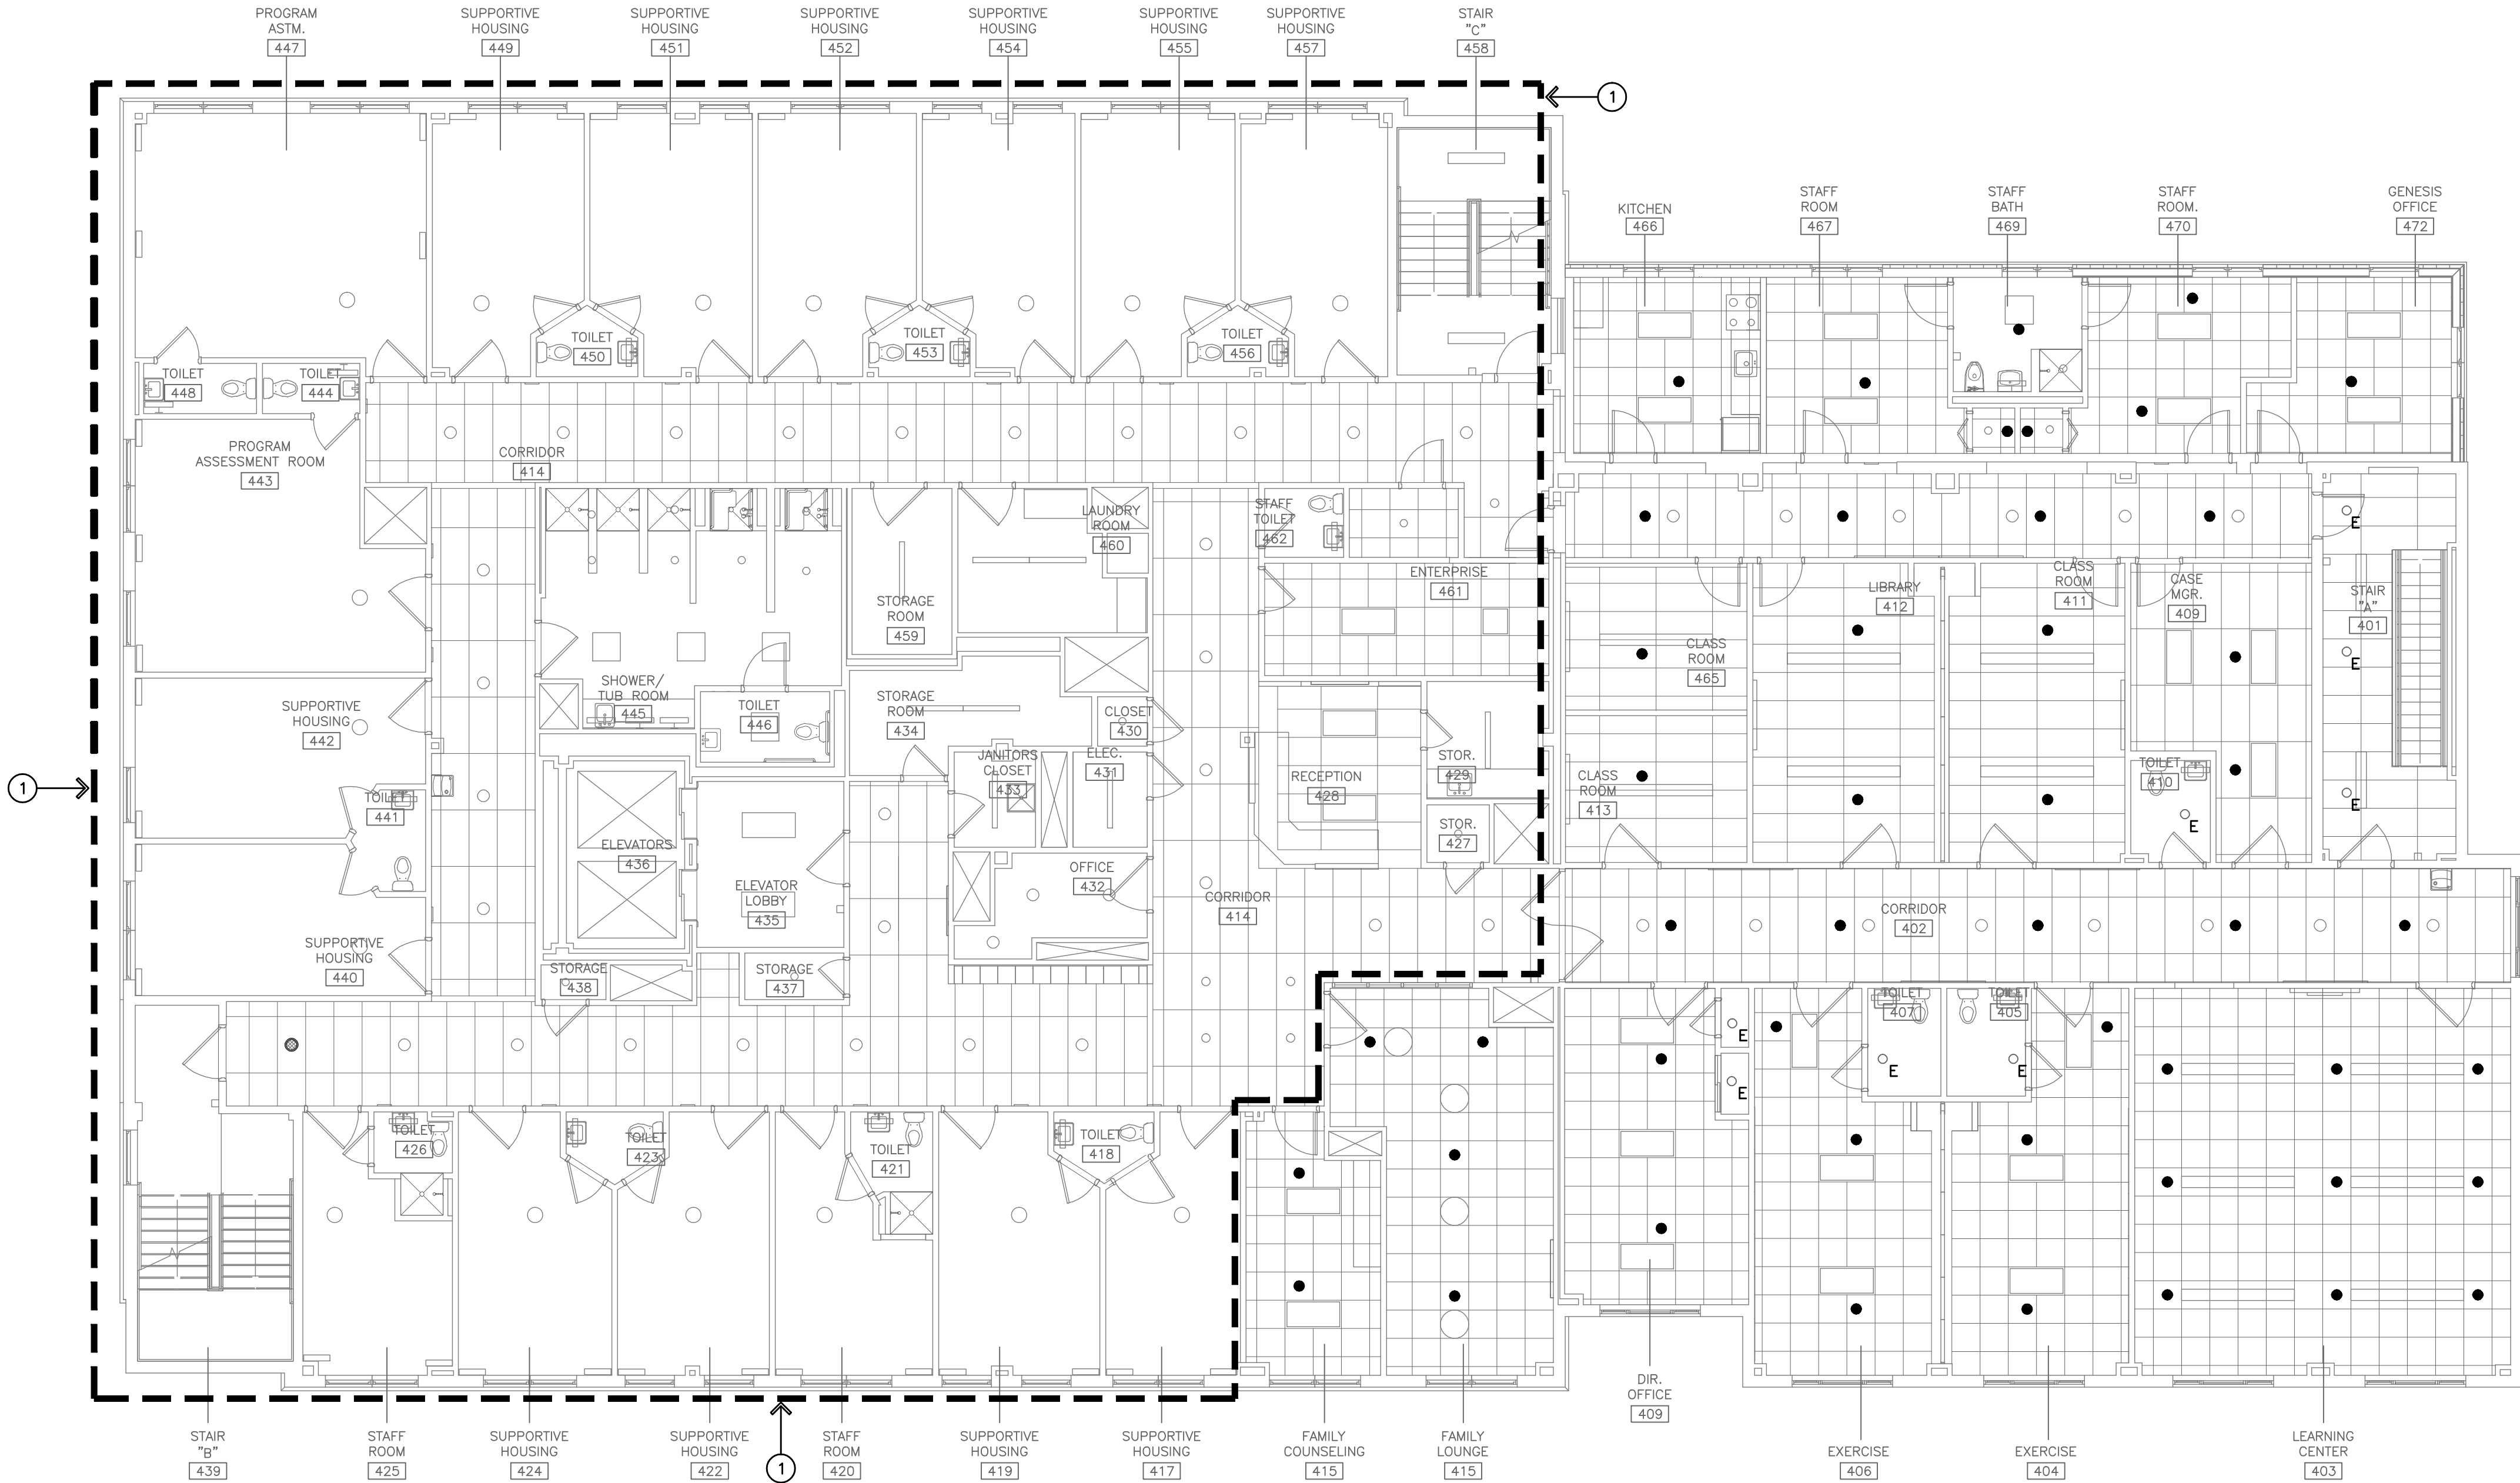 PROGRAM
ASTM.
447
SUPPORTIVE
HOUSING
449
SUPPORTIVE
HOUSING
451
SUPPORTIVE
HOUSING
452
SUPPORTIVE
HOUSING
454
SUPPORTIVE
HOUSING
455
SUPPORTIVE
HOUSING
457
STAIR
"C"
458
1
KITCHEN
466
STAFF
ROOM
467
STAFF
BATH
469
STAFF
ROOM.
470
GENESIS
OFFICE
472
TOILET
450
TOILET
453
TOILET
456
TOILET
448
TOILET
444
PROGRAM
ASSESSMENT ROOM
443
CORRIDOR
414
LAUNDRY
ROOM
460
STAFF
TOILET
462
STORAGE
ROOM
459
ENTERPRISE
461
CLASS
ROOM
465
LIBRARY
412
CLASS
ROOM
411
CASE
MGR.
409
STAIR
"A"
401
E
E
E
SUPPORTIVE
HOUSING
442
SHOWER/
TUB ROOM
445
TOILET
446
STORAGE
ROOM
434
CLOSET
430
JANITORS
CLOSET
433
ELEC.
431
RECEPTION
428
STOR.
429
CLASS
ROOM
413
TOILET
410
E
1
TOILET
441
ELEVATORS
436
ELEVATOR
LOBBY
435
OFFICE
432
STOR.
427
CORRIDOR
414
CORRIDOR
402
SUPPORTIVE
HOUSING
440
STORAGE
438
STORAGE
437
TOILET
407
TOILET
405
E
E
E
E
TOILET
426
TOILET
423
TOILET
421
TOILET
418
STAIR
"B"
439
STAFF
ROOM
425
SUPPORTIVE
HOUSING
424
SUPPORTIVE
HOUSING
422
1
STAFF
ROOM
420
SUPPORTIVE
HOUSING
419
SUPPORTIVE
HOUSING
417
FAMILY
COUNSELING
415
FAMILY
LOUNGE
415
DIR.
OFFICE
409
EXERCISE
406
EXERCISE
404
LEARNING
CENTER
403